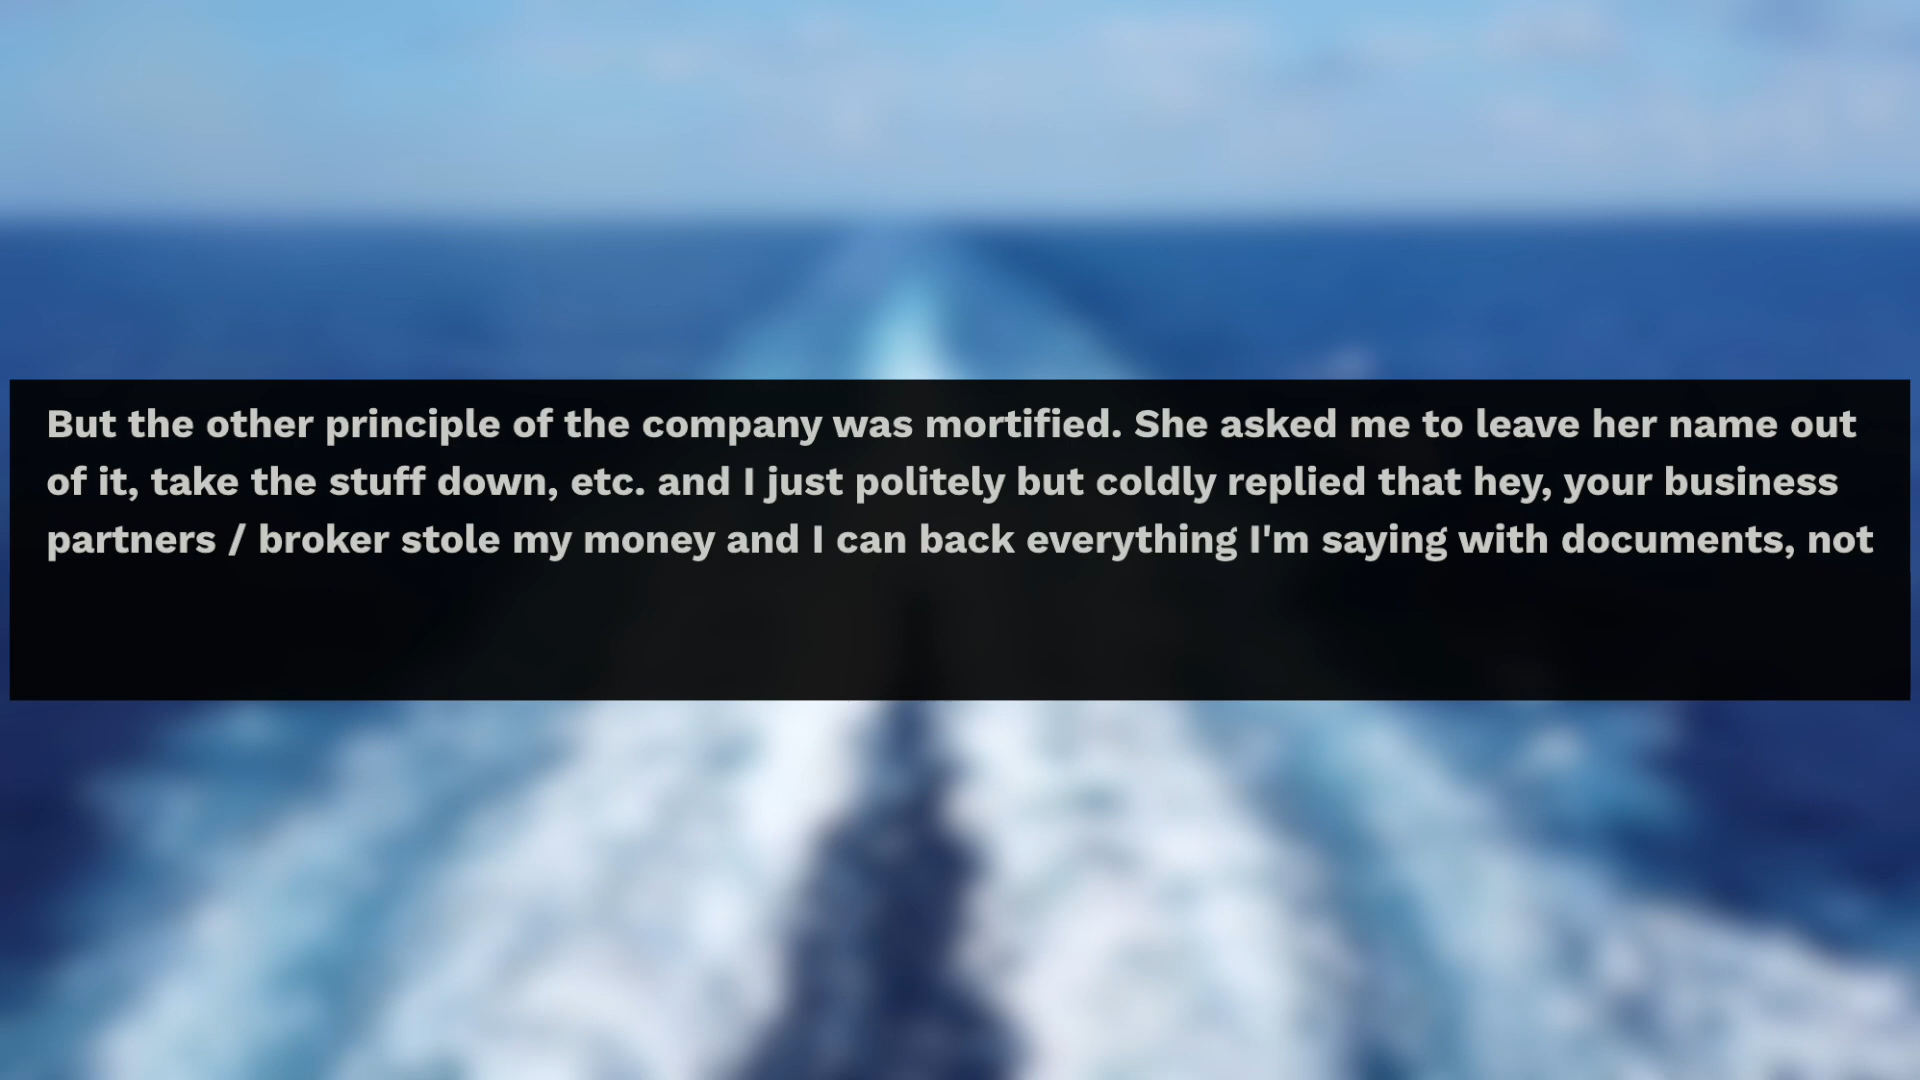 But the other principle of the company was mortified. She asked me to leave her name out
of it, take the stuff down, etc. and I just politely but coldly replied that hey, your business
partners / broker stole my money and I can back everything I'm saying with documents, not